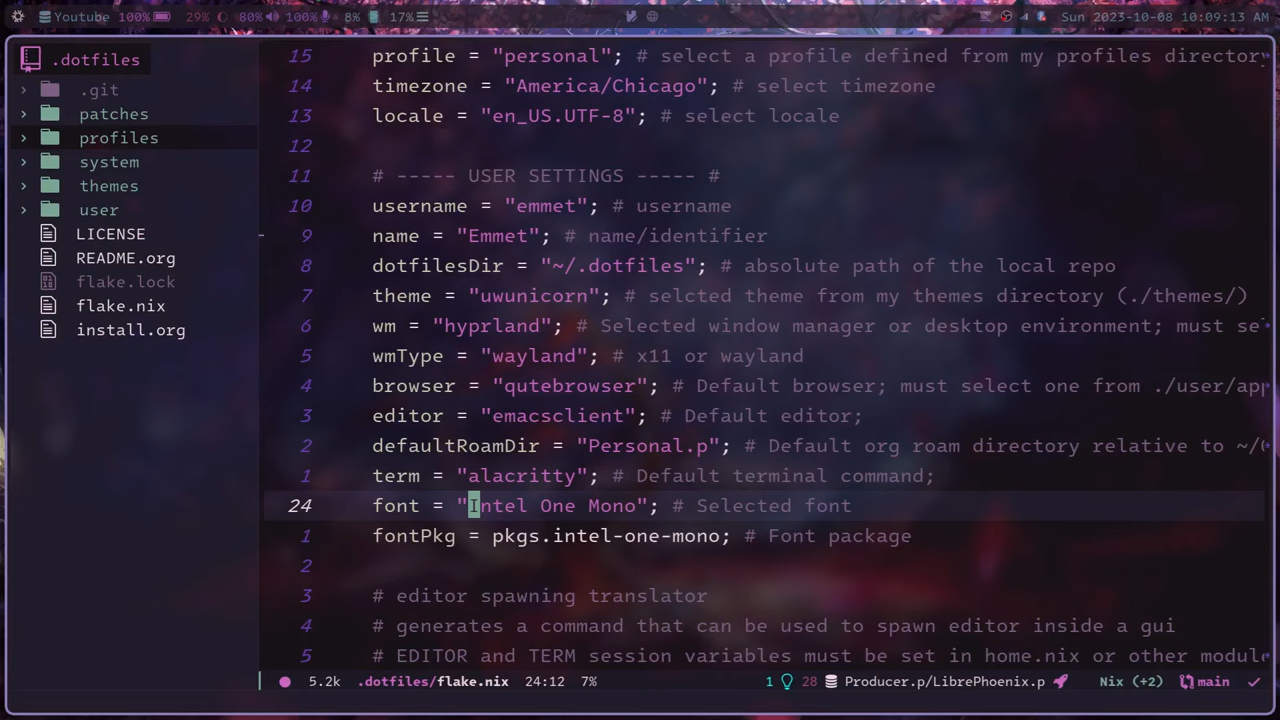 Youtube 100% 29% 80% 100% 8% 17% Sun 2023-10-08 10:09:13 AM
.dotfiles
.git
patches
profiles
system
themes
user
LICENSE
README.org
flake.lock
flake.nix
install.org
15 profile = "personal"; # select a profile defined from my profiles directory
14 timezone = "America/Chicago"; # select timezone
13 locale = "en_US.UTF-8"; # select locale
12
11 # ----- USER SETTINGS ----- #
10 username = "emmet"; # username
9 name = "Emmet"; # name/identifier
8 dotfilesDir = "~/.dotfiles"; # absolute path of the local repo
7 theme = "uwunicorn"; # selcted theme from my themes directory (./themes/)
6 wm = "hyprland"; # Selected window manager or desktop environment; must se
5 wmType = "wayland"; # x11 or wayland
4 browser = "qutebrowser"; # Default browser; must select one from ./user/app
3 editor = "emacsclient"; # Default editor;
2 defaultRoamDir = "Personal.p"; # Default org roam directory relative to ~/
1 term = "alacritty"; # Default terminal command;
24 font = "Intel One Mono"; # Selected font
1 fontPkg = pkgs.intel-one-mono; # Font package
2
3 # editor spawning translator
4 # generates a command that can be used to spawn editor inside a gui
5 # EDITOR and TERM session variables must be set in home.nix or other module
5.2k .dotfiles/flake.nix 24:12 7% 1 28 Producer.p/LibrePhoenix.p Nix (+2) main